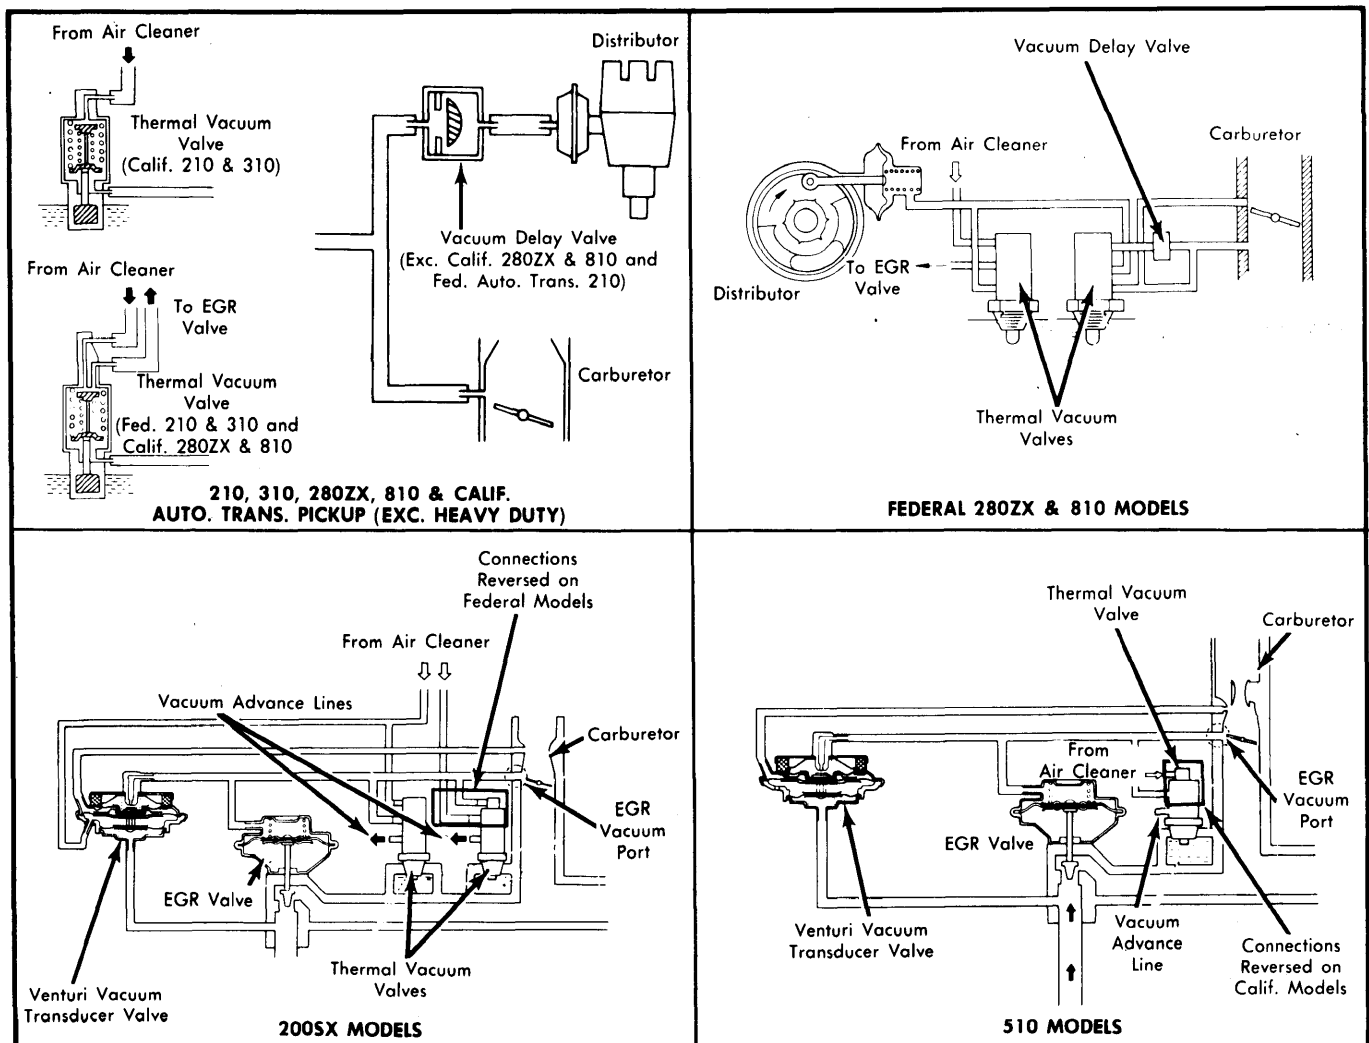 From Air Cleaner
Thermal Vacuum
Valve
(Calif. 210 & 310)
From Air Cleaner
To EGR
Valve
Thermal Vacuum
Valve
(Fed. 210 & 310 and
Calif. 280ZX & 810
Distributor
Vacuum Delay Valve
(Exc. Calif. 280ZX & 810 and
Fed. Auto. Trans. 210)
Carburetor
210, 310, 280ZX, 810 & CALIF.
AUTO. TRANS. PICKUP (EXC. HEAVY DUTY)
Vacuum Delay Valve
From Air Cleaner
Carburetor
To EGR
Valve
Distributor
Thermal Vacuum
Valves
FEDERAL 280ZX & 810 MODELS
Connections
Reversed on
Federal Models
From Air Cleaner
Vacuum Advance Lines
Carburetor
EGR
Vacuum
Port
EGR Valve
Thermal Vacuum
Valves
Venturi Vacuum
Transducer Valve
200SX MODELS
Thermal Vacuum
Valve
Carburetor
From
Air Cleaner
EGR
Vacuum
Port
EGR Valve
Venturi Vacuum
Transducer Valve
Vacuum
Advance
Line
Connections
Reversed on
Calif. Models
510 MODELS